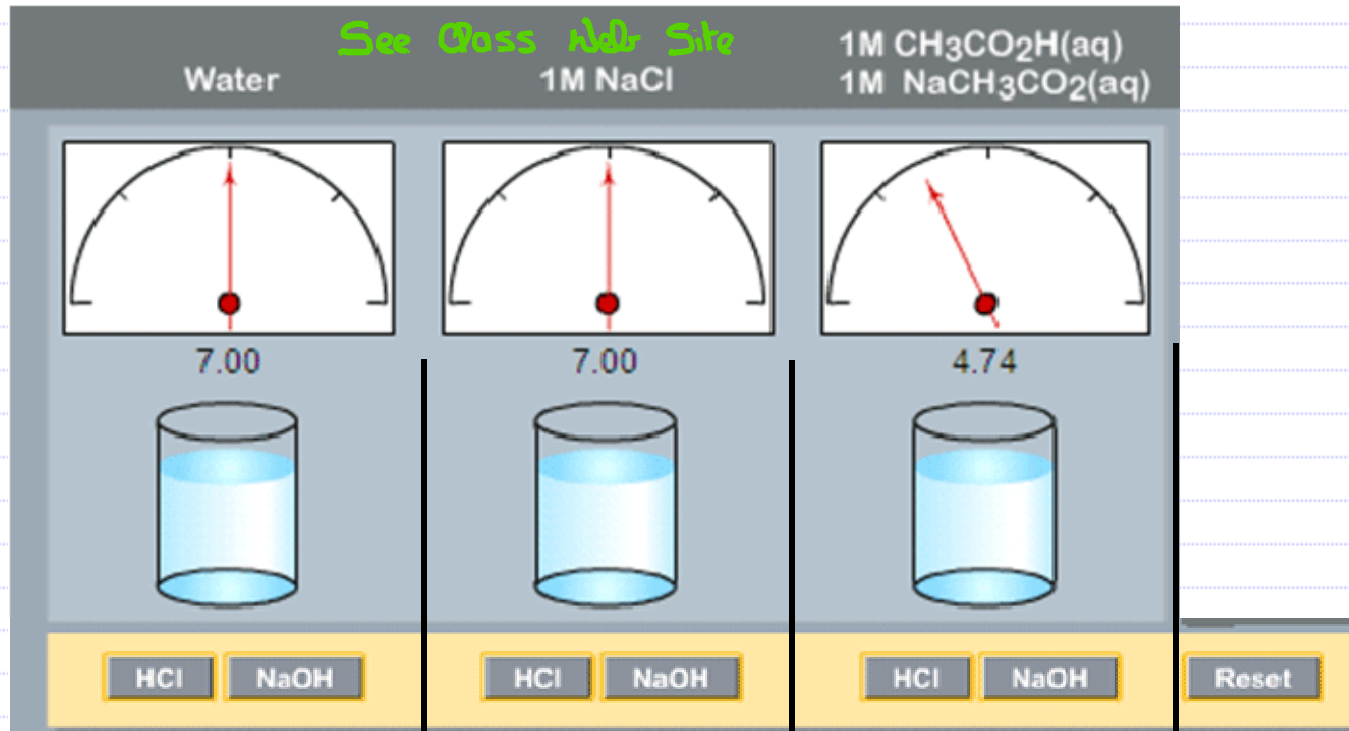 See Class Web Site
Water
1M NaCl
1M CH3CO2H(aq)
1M NaCH3CO2(aq)
7.00
7.00
4.74
HCl NaOH
HCl NaOH
HCl NaOH
Reset